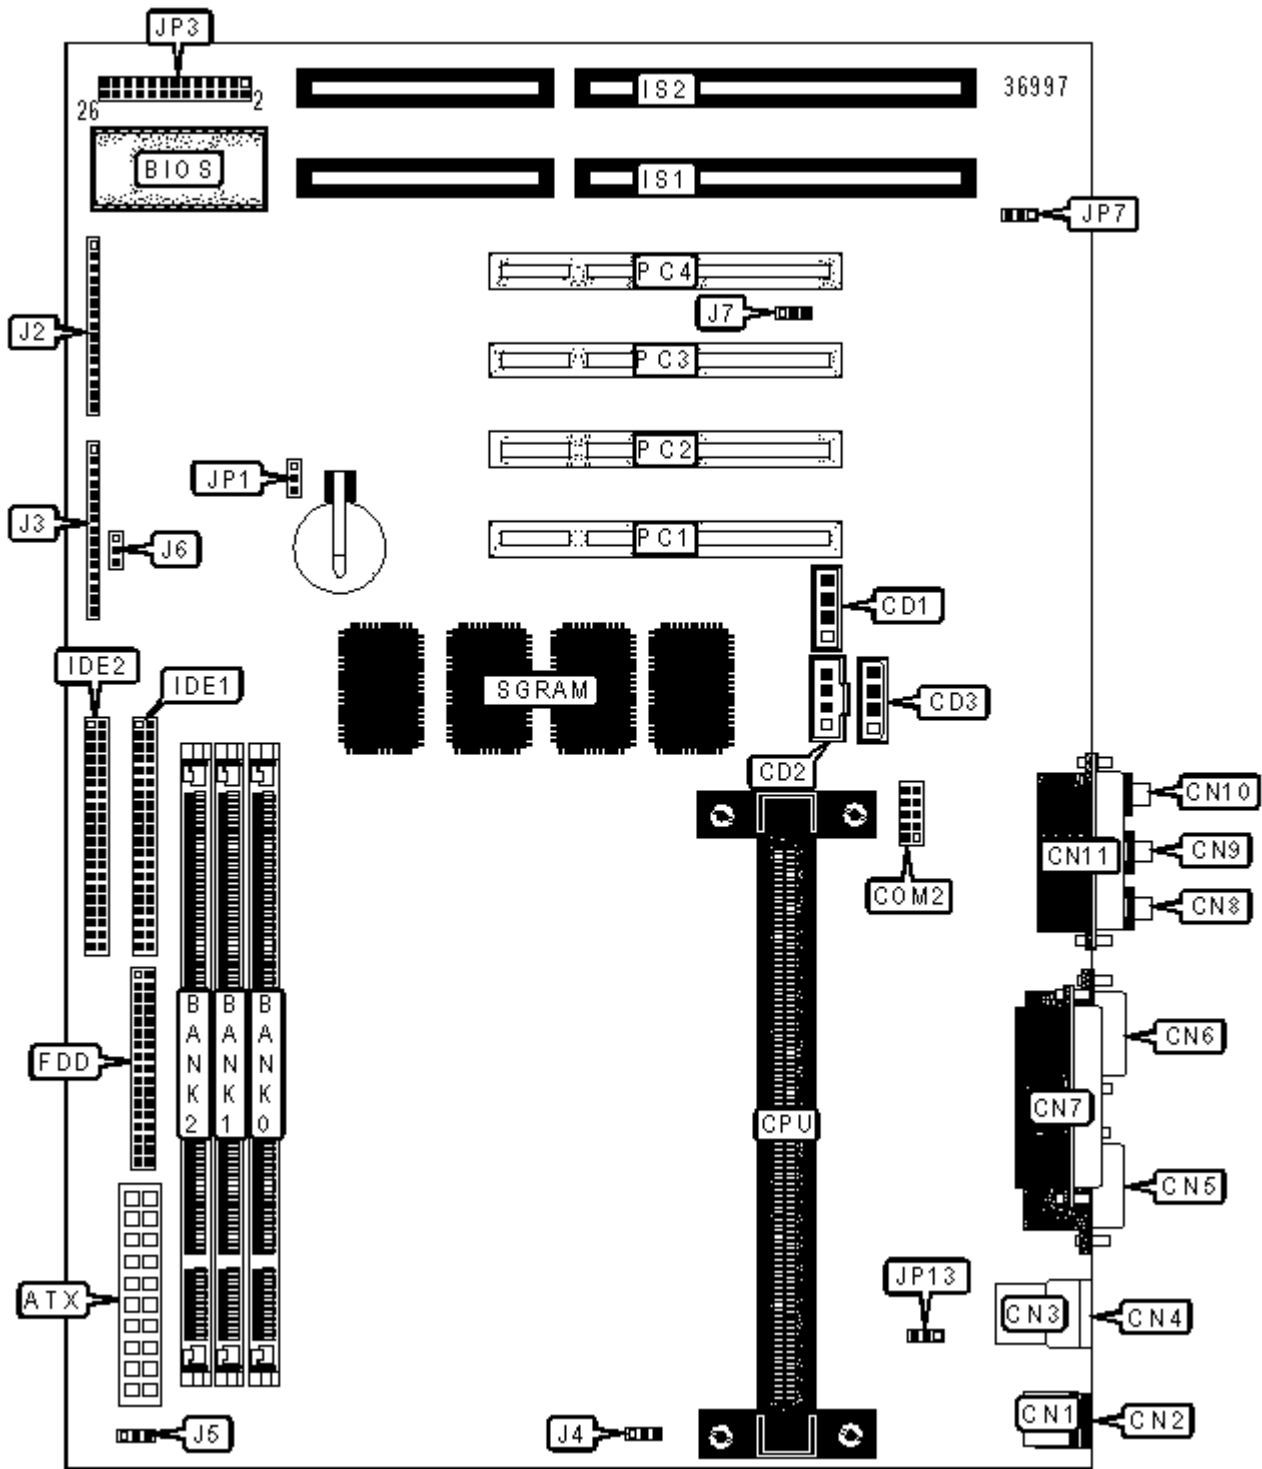 JP3
IS2
36997
26
2
BIOS
IS1
JP7
PC4
J7
J2
PC3
PC2
JP1
J3
J6
PC1
CD1
IDE2
IDE1
SGRAM
CD3
CD2
CN10
CN11
CN9
COM2
CN8
BANK2
BANK1
BANK0
CN6
FDD
CN7
CPU
CN5
JP13
ATX
CN3
CN4
CN1
CN2
J5
J4